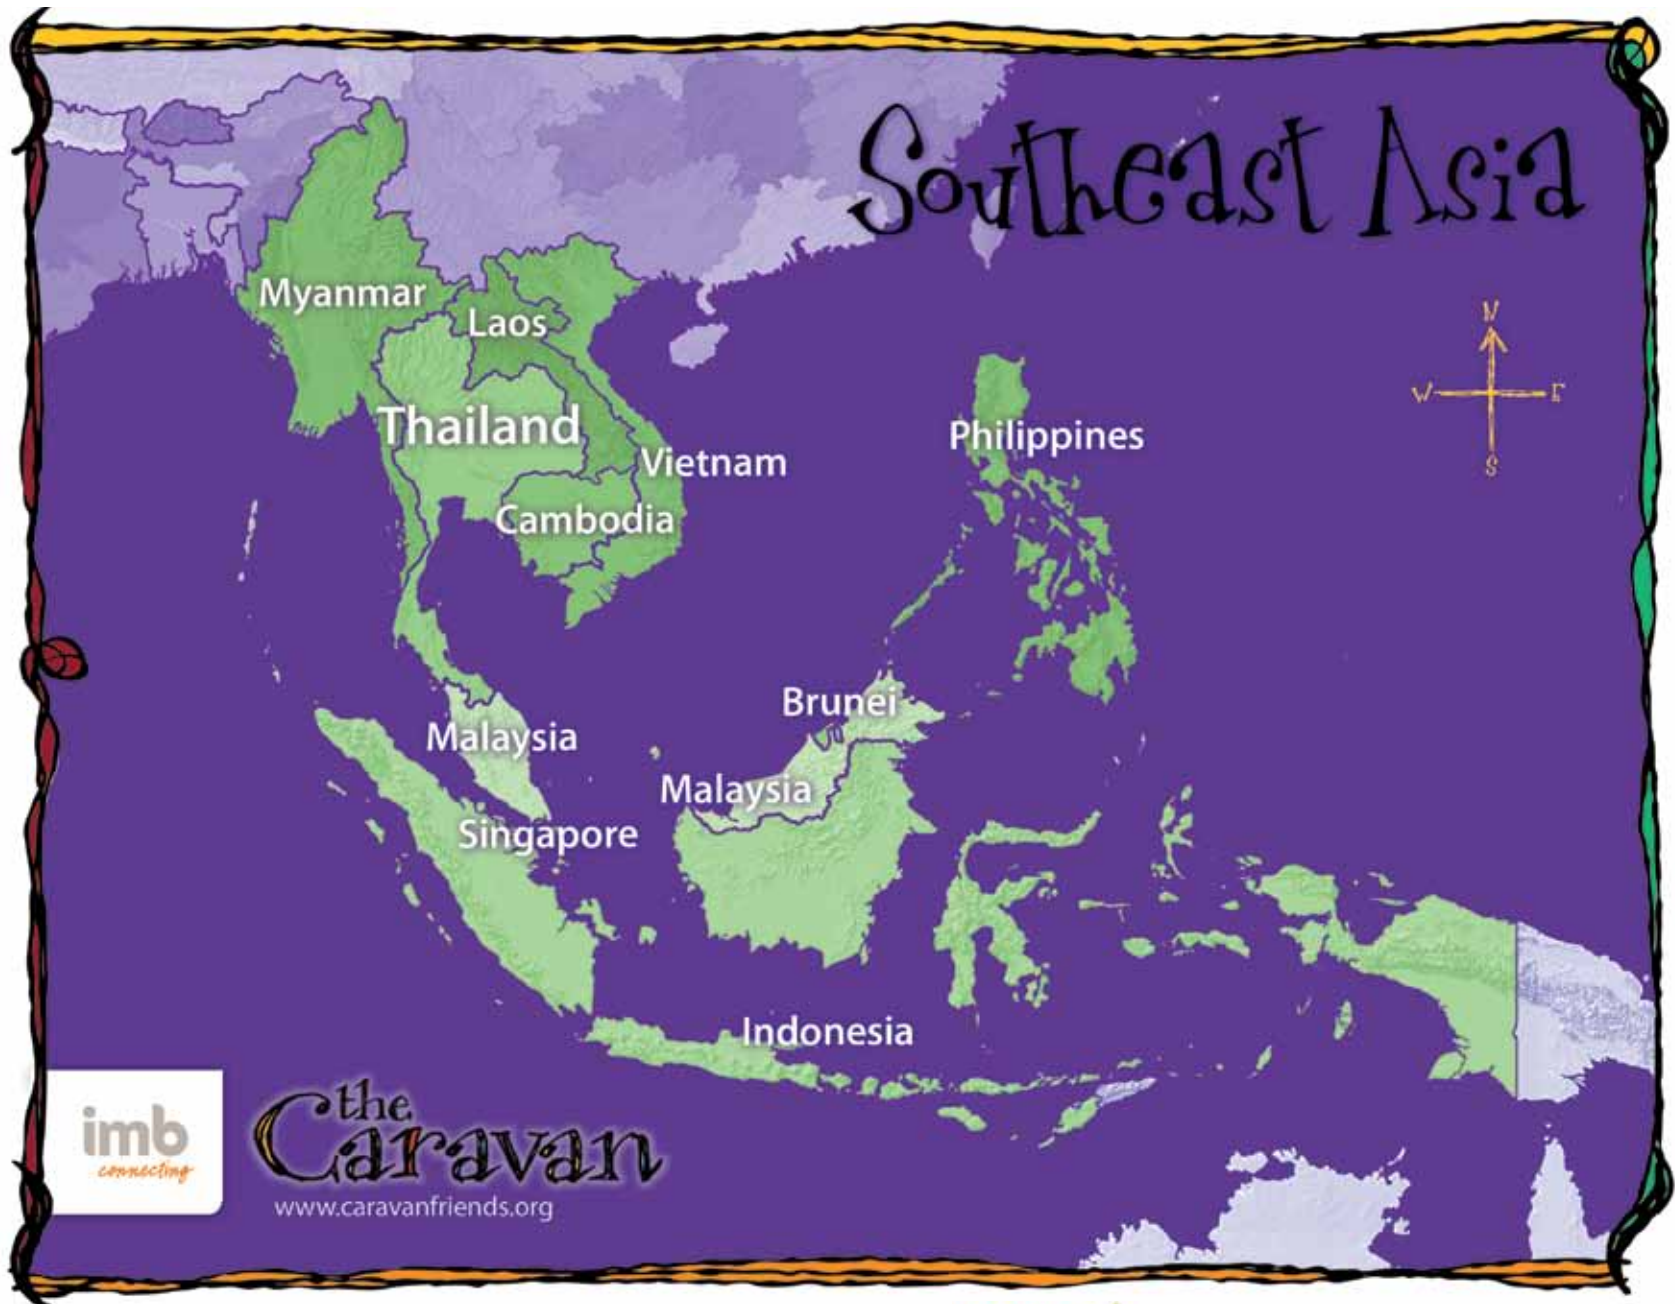 Southeast Asia
Myanmar
Laos
N
W E
S
Thailand
Philippines
Vietnam
Cambodia
Brunei
Malaysia
Malaysia
Singapore
Indonesia
imb
connecting
the
Caravan
www.caravanfriends.org